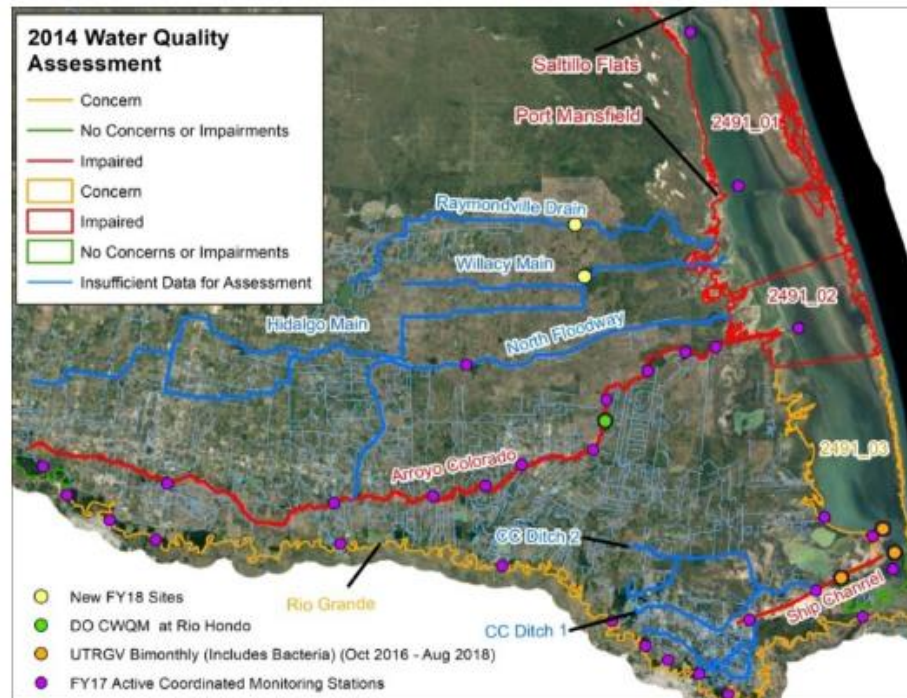 2014 Water Quality
Assessment
Concern
No Concerns or Impairments
Impaired
Concern
Impaired
No Concerns or Impairments
Insufficient Data for Assessment
Saltillo Flats
Port Mansfield
2491_01
Raymondville Drain
Willacy Main
2491_02
Hidalgo Main
North Floodway
2491_03
Arroyo Colorado
CC Ditch 2
Rio Grande
Ship Channel
CC Ditch 1
New FY18 Sites
DO CWQM at Rio Hondo
UTRGV Bimonthly (Includes Bacteria) (Oct 2016 - Aug 2018)
FY17 Active Coordinated Monitoring Stations